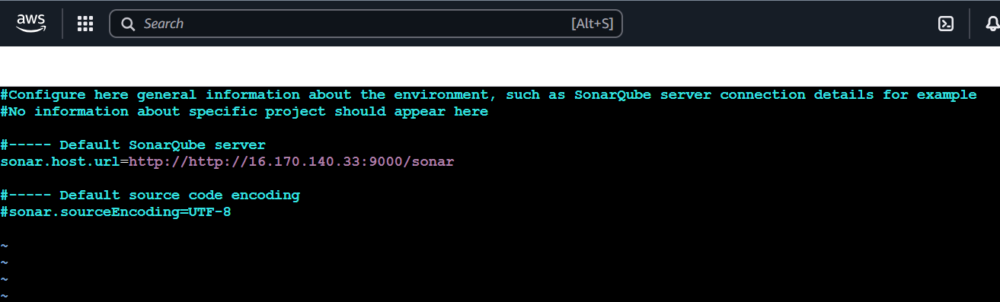 aws
Search [Alt+S]
#Configure here general information about the environment, such as SonarQube server connection details for example
#No information about specific project should appear here
#----- Default SonarQube server
sonar.host.url=http://http://16.170.140.33:9000/sonar
#----- Default source code encoding
#sonar.sourceEncoding=UTF-8
~
~
~
~